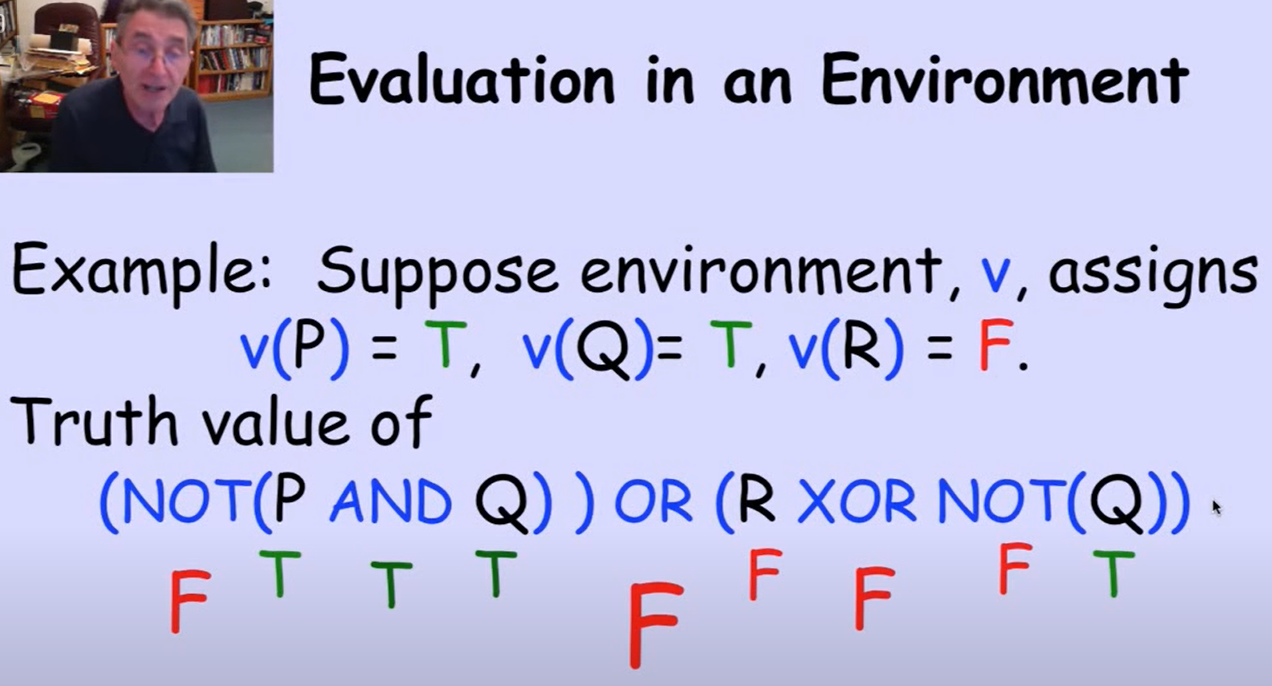 Evaluation in an Environment
Example: Suppose environment, v, assigns
v(P) = T, v(Q)= T, v(R) = F.
Truth value of
(NOT(P AND Q) ) OR (R XOR NOT(Q))
F T T T F F F F T